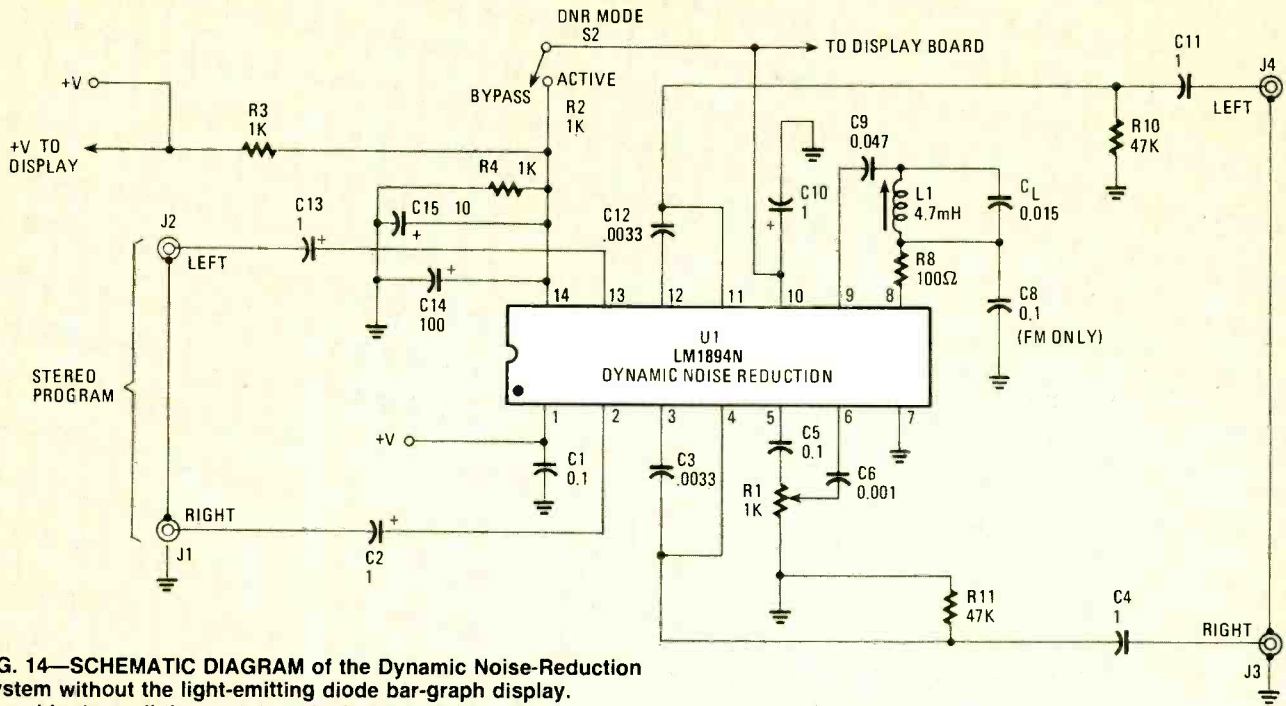 DNR MODE
S2
TO DISPLAY BOARD
C11
1
J4
LEFT
+V
ACTIVE
BYPASS
R2
1K
R3
1K
+V TO
DISPLAY
R4 1K
C15 10
+
C13
1
+
J2
LEFT
C14
100
+
C12
.0033
C10
1
+
C9
0.047
L1
4.7mH
CL
0.015
R10
47K
R8
100Ω
C8
0.1
(FM ONLY)
14 13 12 11 10 9 8
U1
LM1894N
DYNAMIC NOISE REDUCTION
1 2 3 4 5 6 7
STEREO
PROGRAM
+V
C1
0.1
C3
.0033
C5
0.1
R1
1K
C6
0.001
RIGHT
J1
C2
1
+
R11
47K
C4
1
RIGHT
J3
G. 14—SCHEMATIC DIAGRAM of the Dynamic Noise-Reduction
ystem without the light-emitting diode bar-graph display.